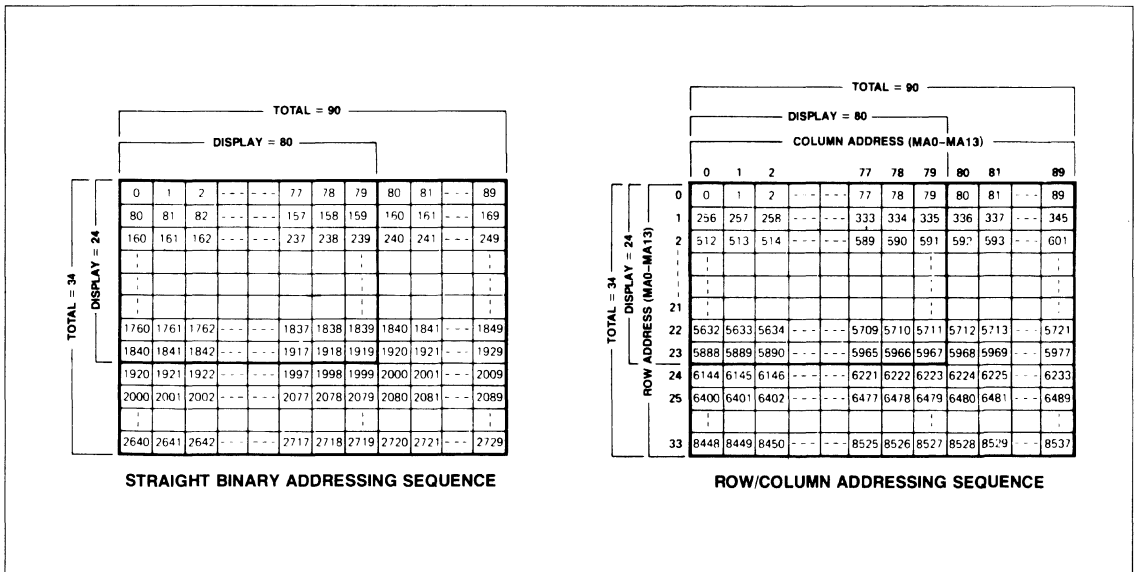 TOTAL = 90
DISPLAY = 80
TOTAL = 34
DISPLAY = 24
0 1 2 - - - - - - 77 78 79 80 81 - - - 89
80 81 82 - - - - - - 157 158 159 160 161 - - - 169
160 161 162 - - - - - - 237 238 239 240 241 - - - 249
1760 1761 1762 - - - - - - 1837 1838 1839 1840 1841 - - - 1849
1840 1841 1842 - - - - - - 1917 1918 1919 1920 1921 - - - 1929
1920 1921 1922 - - - - - - 1997 1998 1999 2000 2001 - - - 2009
2000 2001 2002 - - - - - - 2077 2078 2079 2080 2081 - - - 2089
2640 2641 2642 - - - - - - 2717 2718 2719 2720 2721 - - - 2729
STRAIGHT BINARY ADDRESSING SEQUENCE
TOTAL = 90
DISPLAY = 80
COLUMN ADDRESS (MA0-MA13)
TOTAL = 34
DISPLAY = 24
ROW ADDRESS (MA0-MA13)
0 1 2 77 78 79 80 81 89
0 0 1 2 - - - - - - 77 78 79 80 81 - - - 89
1 256 257 258 - - - - - - 333 334 335 336 337 - - - 345
2 512 513 514 - - - - - - 589 590 591 592 593 - - - 601
21
22 5632 5633 5634 - - - - - - 5709 5710 5711 5712 5713 - - - 5721
23 5888 5889 5890 - - - - - - 5965 5966 5967 5968 5969 - - - 5977
24 6144 6145 6146 - - - - - - 6221 6222 6223 6224 6225 - - - 6233
25 6400 6401 6402 - - - - - - 6477 6478 6479 6480 6481 - - - 6489
33 8448 8449 8450 - - - - - - 8525 8526 8527 8528 8529 - - - 8537
ROW/COLUMN ADDRESSING SEQUENCE